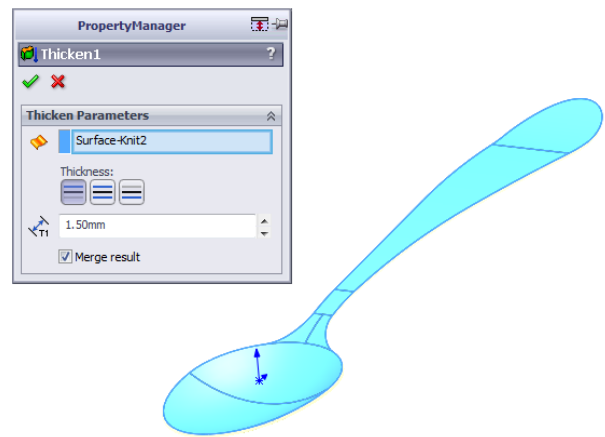 PropertyManager
Thicken1 ?
Thicken Parameters
Surface-Knit2
Thickness:
T1 1.50mm
Merge result